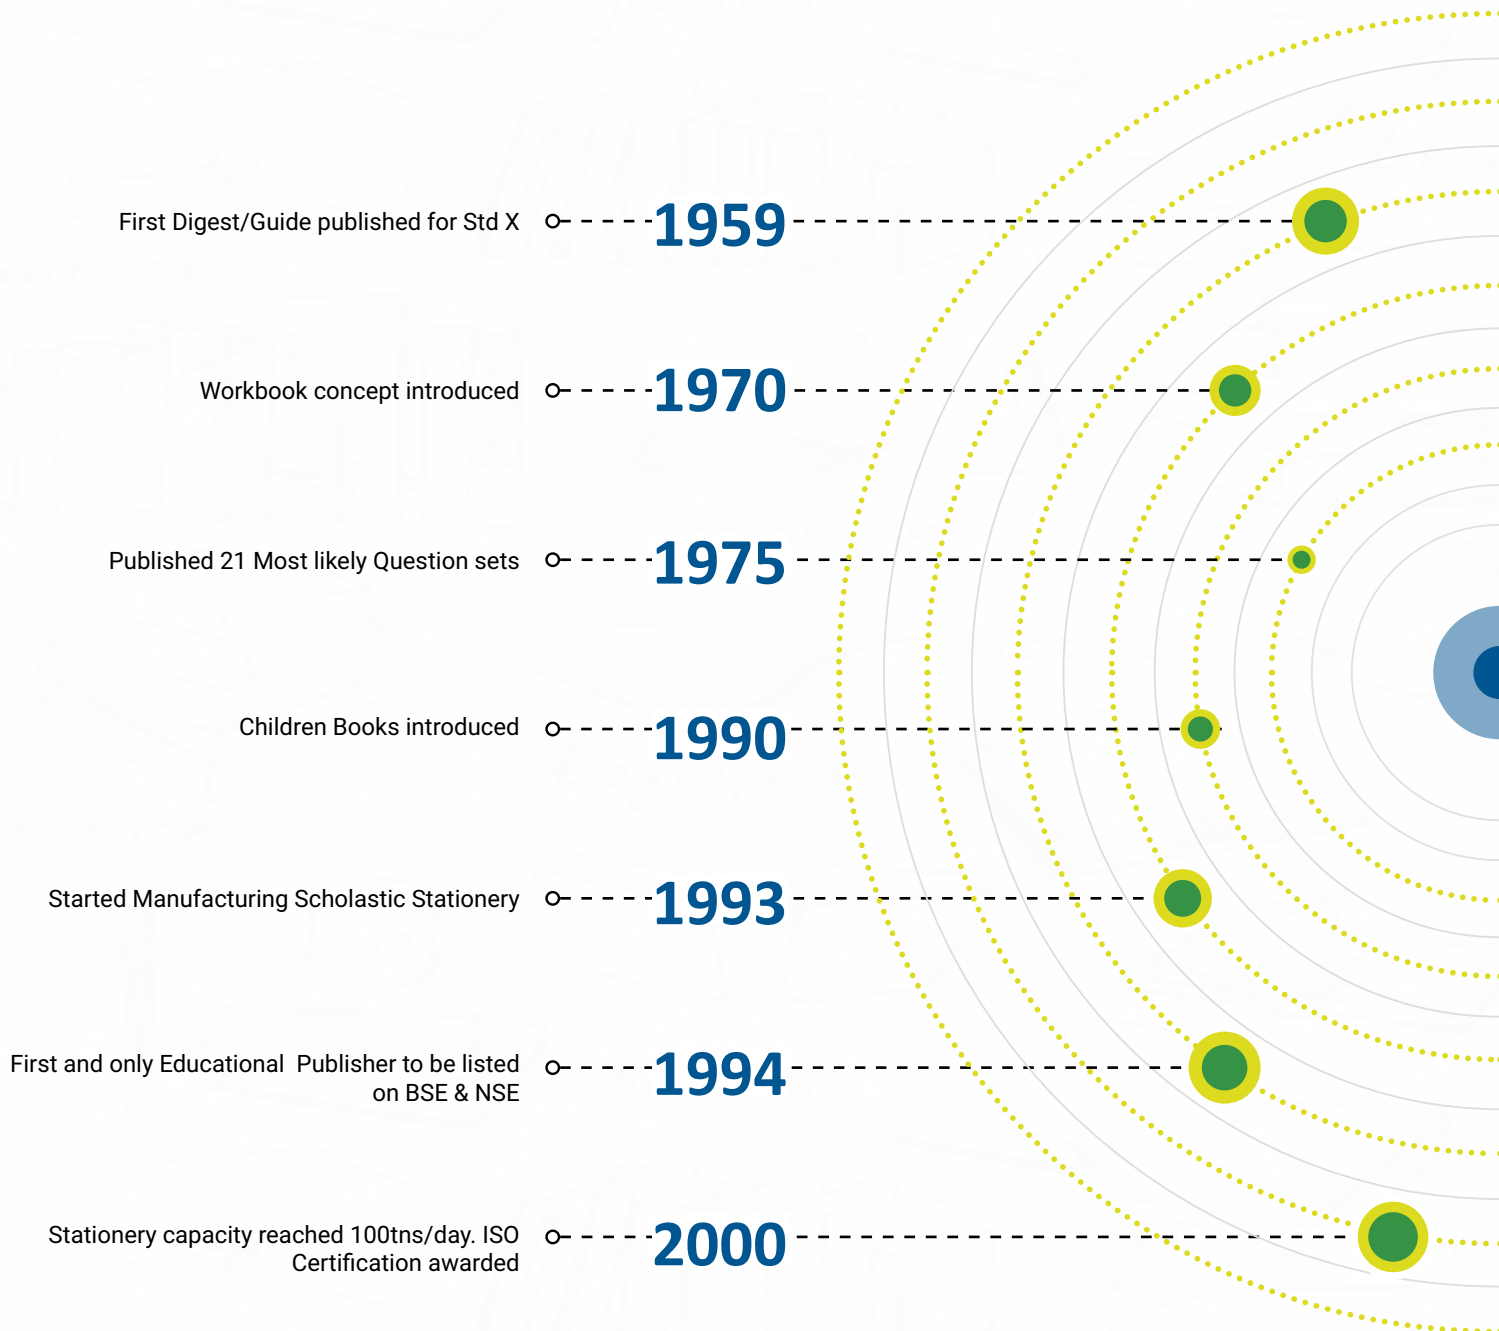 First Digest/Guide published for Std X
1959
Workbook concept introduced
1970
Published 21 Most likely Question sets
1975
Children Books introduced
1990
Started Manufacturing Scholastic Stationery
1993
First and only Educational  Publisher to be listed
on BSE & NSE
1994
Stationery capacity reached 100tns/day. ISO
Certification awarded
2000